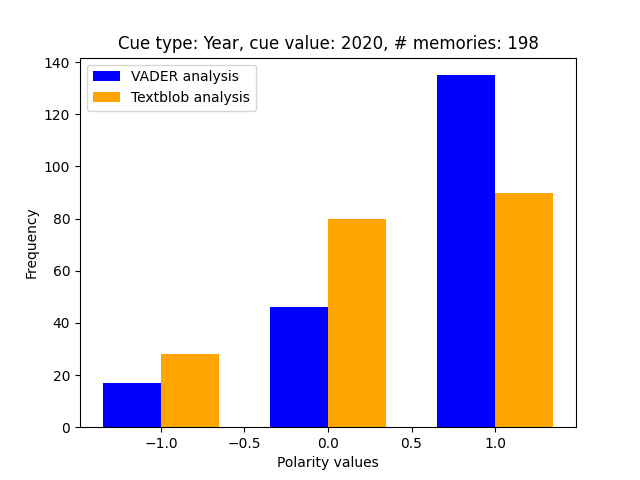 Cue type: Year, cue value: 2020, # memories: 198
VADER analysis
Textblob analysis
140
120
100
80
60
40
20
0
Frequency
−1.0
−0.5
0.0
0.5
1.0
Polarity values